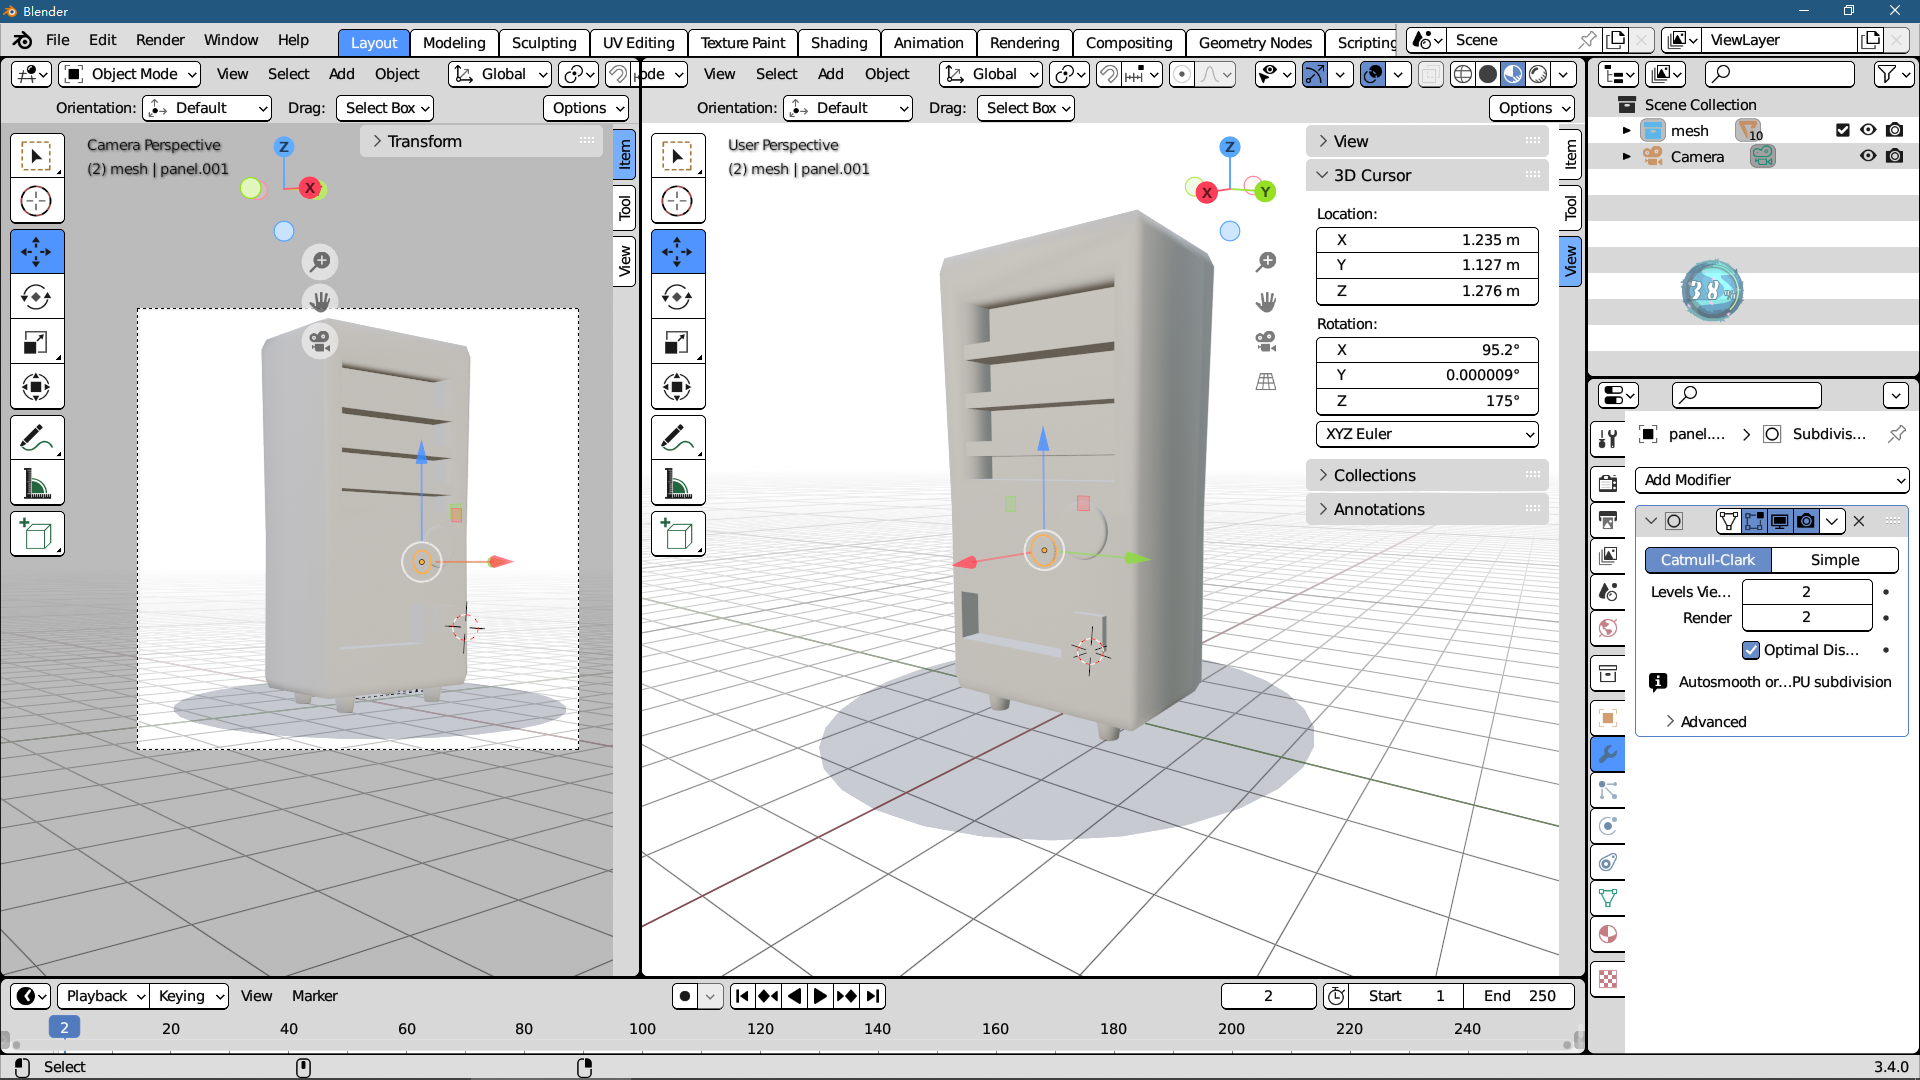 Blender
File Edit Render Window Help Layout Modeling Sculpting UV Editing Texture Paint Shading Animation Rendering Compositing Geometry Nodes Scripting Scene ViewLayer
Object Mode View Select Add Object Global
ode View Select Add Object Global
Orientation: Default Drag: Select Box Options
Orientation: Default Drag: Select Box Options
Camera Perspective
(2) mesh | panel.001
Transform
Item
Tool
View
Z
X
User Perspective
(2) mesh | panel.001
Z
X
Y
View
3D Cursor
Location:
X 1.235 m
Y 1.127 m
Z 1.276 m
Rotation:
X 95.2°
Y 0.000009°
Z 175°
XYZ Euler
Collections
Annotations
Item
Tool
View
Scene Collection
mesh 10
Camera
38
panel.... Subdivis...
Add Modifier
Catmull-Clark Simple
Levels Vie... 2
Render 2
Optimal Dis...
Autosmooth or...PU subdivision
Advanced
Playback Keying View Marker 2 Start 1 End 250
2 20 40 60 80 100 120 140 160 180 200 220 240
Select 3.4.0